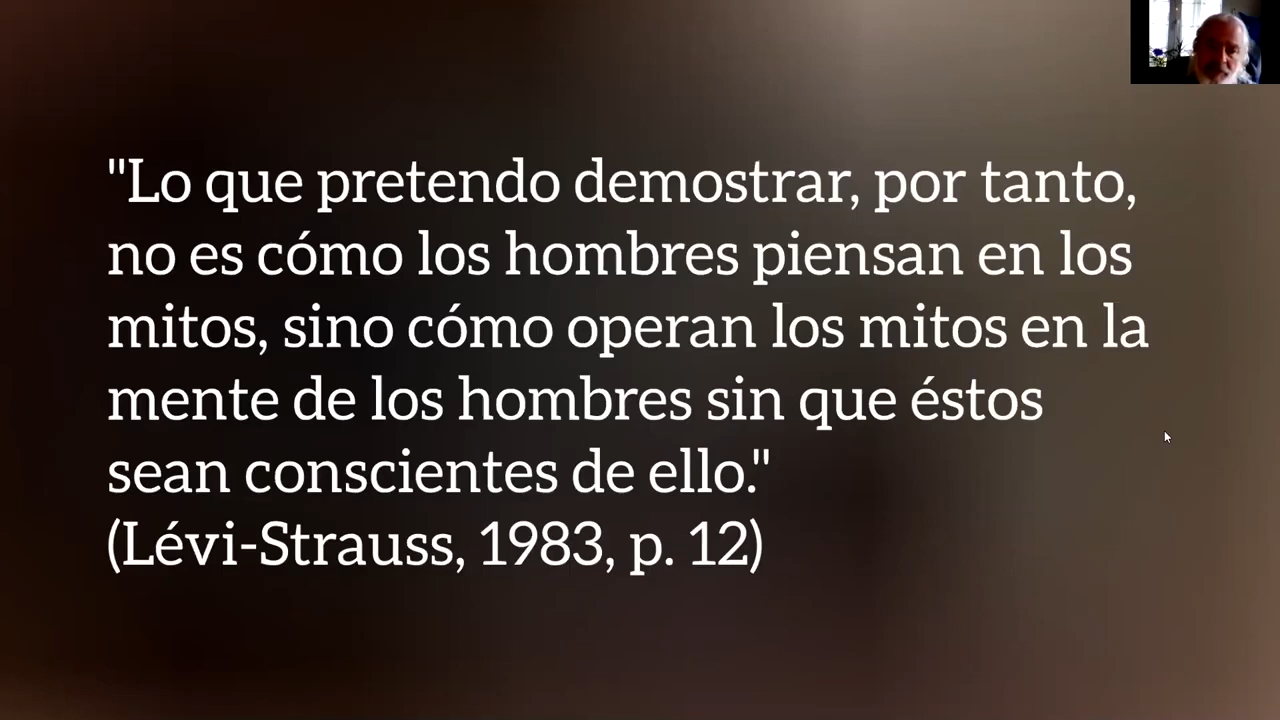 "Lo que pretendo demostrar, por tanto,
no es cómo los hombres piensan en los
mitos, sino cómo operan los mitos en la
mente de los hombres sin que éstos
sean conscientes de ello."
(Lévi-Strauss, 1983, p. 12)